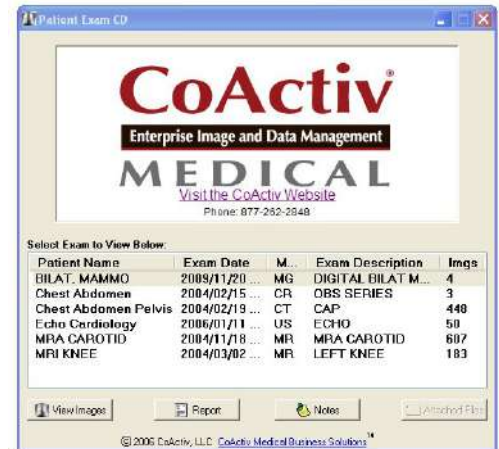 Patient Exam CD
CoActiv®
Enterprise Image and Data Management
MEDICAL
Visit the CoActiv Website
Phone: 877-262-2848
Select Exam to View Below:
Patient Name Exam Date M... Exam Description Imgs
BILAT. MAMMO 2009/11/20 ... MG DIGITAL BILAT M... 4
Chest Abdomen 2004/02/15 ... CR OBS SERIES 3
Chest Abdomen Pelvis 2004/02/19 ... CT CAP 448
Echo Cardiology 2006/01/11 ... US ECHO 50
MRA CAROTID 2004/11/18 ... MR MRA CAROTID 607
MRI KNEE 2004/03/02 ... MR LEFT KNEE 183
View Images Report Notes Attached Files
© 2006 CoActiv, LLC CoActiv Medical Business Solutions™